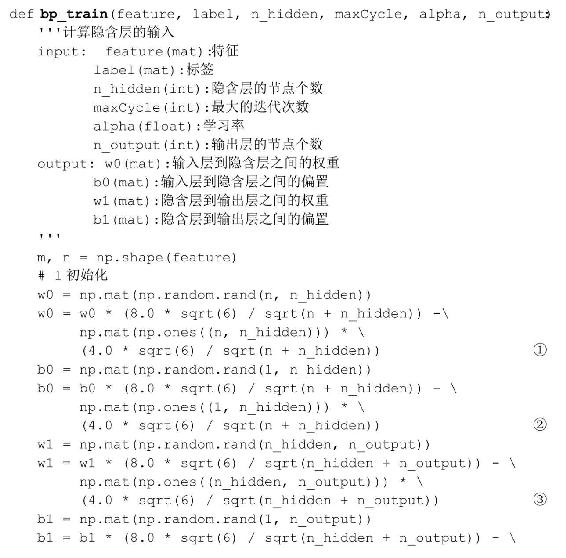 def bp_train(feature, label, n_hidden, maxCycle, alpha, n_output):
'''计算隐含层的输入
input: feature(mat):特征
label(mat):标签
n_hidden(int):隐含层的节点个数
maxCycle(int):最大的迭代次数
alpha(float):学习率
n_output(int):输出层的节点个数
output: w0(mat):输入层到隐含层之间的权重
b0(mat):输入层到隐含层之间的偏置
w1(mat):隐含层到输出层之间的权重
b1(mat):隐含层到输出层之间的偏置
'''
m, n = np.shape(feature)
# 1初始化
w0 = np.mat(np.random.rand(n, n_hidden))
w0 = w0 * (8.0 * sqrt(6) / sqrt(n + n_hidden)) -\
np.mat(np.ones((n, n_hidden))) * \
(4.0 * sqrt(6) / sqrt(n + n_hidden)) ①
b0 = np.mat(np.random.rand(1, n_hidden))
b0 = b0 * (8.0 * sqrt(6) / sqrt(n + n_hidden)) - \
np.mat(np.ones((1, n_hidden))) * \
(4.0 * sqrt(6) / sqrt(n + n_hidden)) ②
w1 = np.mat(np.random.rand(n_hidden, n_output))
w1 = w1 * (8.0 * sqrt(6) / sqrt(n_hidden + n_output)) - \
np.mat(np.ones((n_hidden, n_output))) * \
(4.0 * sqrt(6) / sqrt(n_hidden + n_output)) ③
b1 = np.mat(np.random.rand(1, n_output))
b1 = b1 * (8.0 * sqrt(6) / sqrt(n_hidden + n_output)) - \